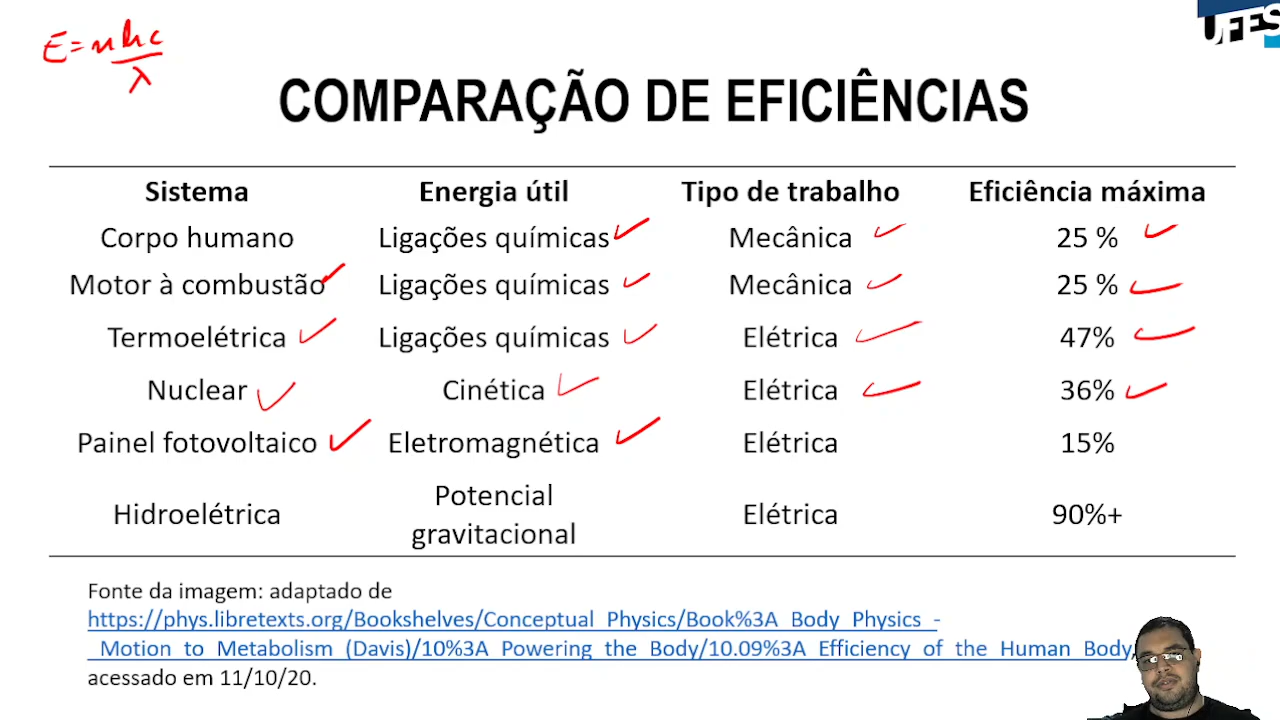 UFES
E = nhc
λ
COMPARAÇÃO DE EFICIÊNCIAS
Sistema Energia útil Tipo de trabalho Eficiência máxima
Corpo humano Ligações químicas Mecânica 25 %
Motor à combustão Ligações químicas Mecânica 25 %
Termoelétrica Ligações químicas Elétrica 47%
Nuclear Cinética Elétrica 36%
Painel fotovoltaico Eletromagnética Elétrica 15%
Hidroelétrica Potencial gravitacional Elétrica 90%+
Fonte da imagem: adaptado de
https://phys.libretexts.org/Bookshelves/Conceptual_Physics/Book%3A_Body_Physics_-
_Motion_to_Metabolism_(Davis)/10%3A_Powering_the_Body/10.09%3A_Efficiency_of_the_Human_Body,
acessado em 11/10/20.